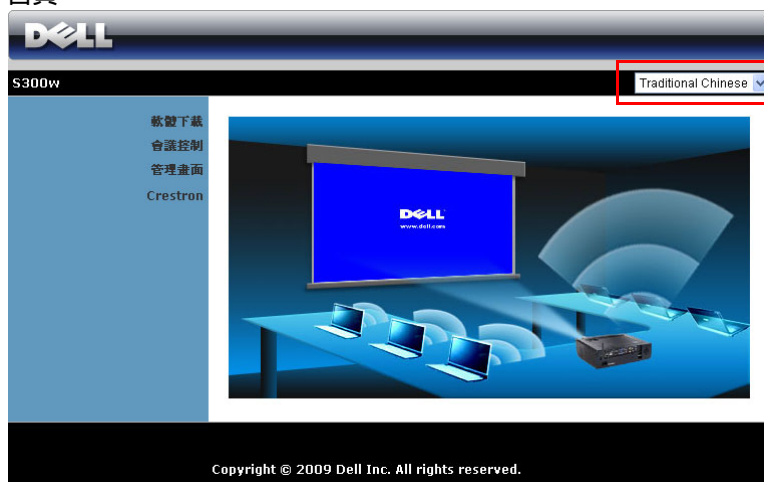 首頁
DELL
S300w
Traditional Chinese
軟體下載
會議控制
管理畫面
Crestron
DELL
www.dell.com
Copyright © 2009 Dell Inc. All rights reserved.